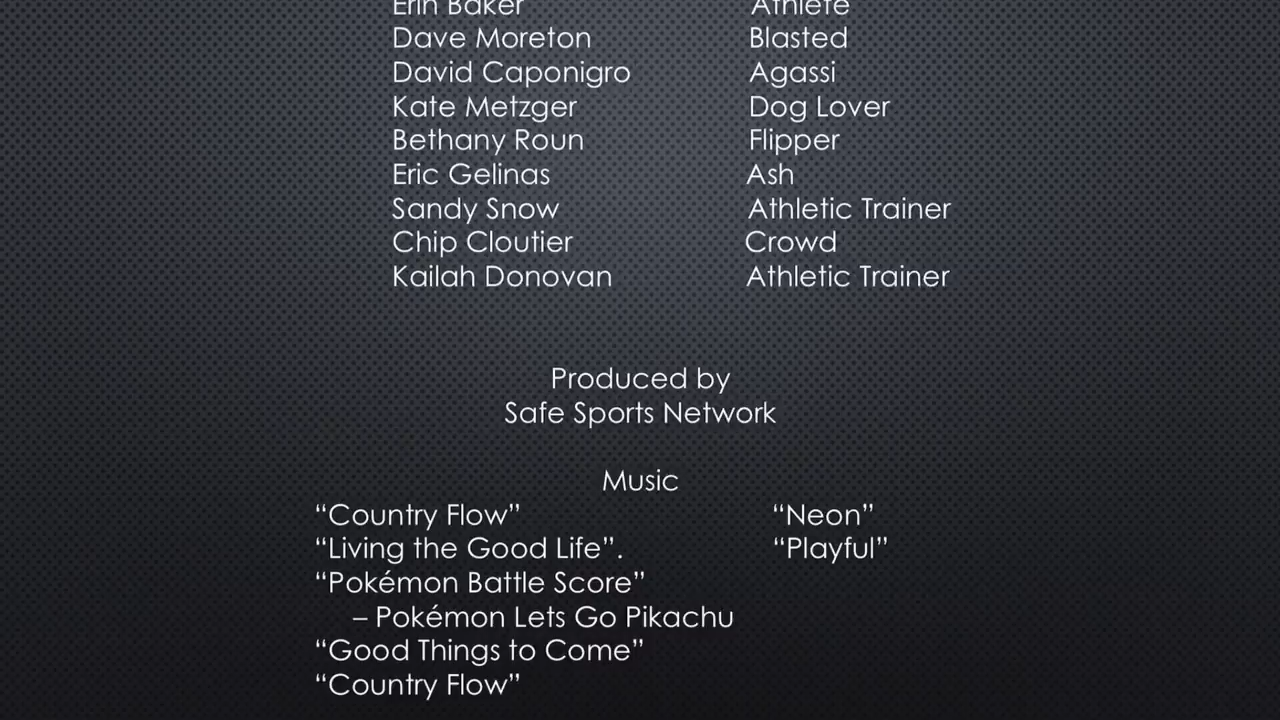 Erin Baker Athlete
Dave Moreton Blasted
David Caponigro Agassi
Kate Metzger Dog Lover
Bethany Roun Flipper
Eric Gelinas Ash
Sandy Snow Athletic Trainer
Chip Cloutier Crowd
Kailah Donovan Athletic Trainer
Produced by
Safe Sports Network
Music
“Country Flow” “Neon”
“Living the Good Life”. “Playful”
“Pokémon Battle Score”
– Pokémon Lets Go Pikachu
“Good Things to Come”
“Country Flow”